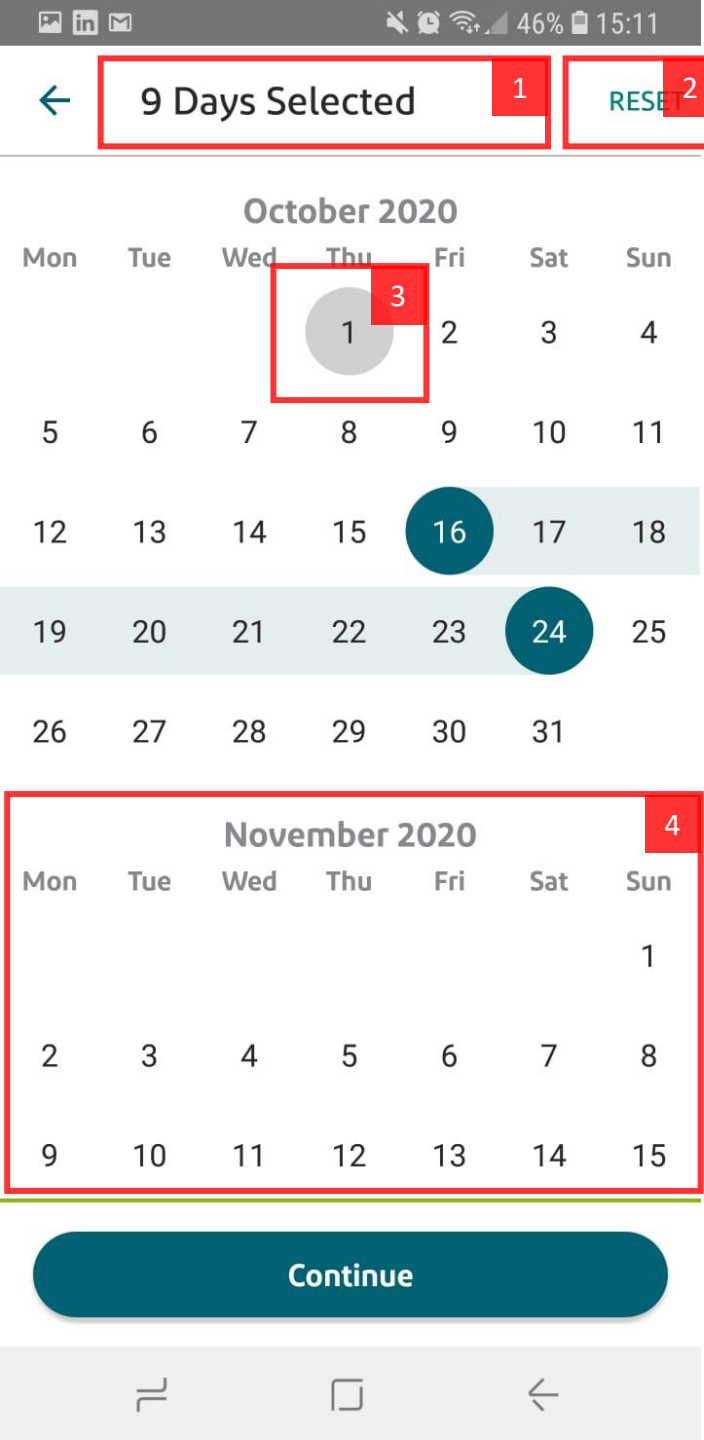 in 46% 15:11
9 Days Selected 1 RESET 2
October 2020
Mon Tue Wed Thu Fri Sat Sun
3
1 2 3 4
5 6 7 8 9 10 11
12 13 14 15 16 17 18
19 20 21 22 23 24 25
26 27 28 29 30 31
November 2020 4
Mon Tue Wed Thu Fri Sat Sun
1
2 3 4 5 6 7 8
9 10 11 12 13 14 15
Continue